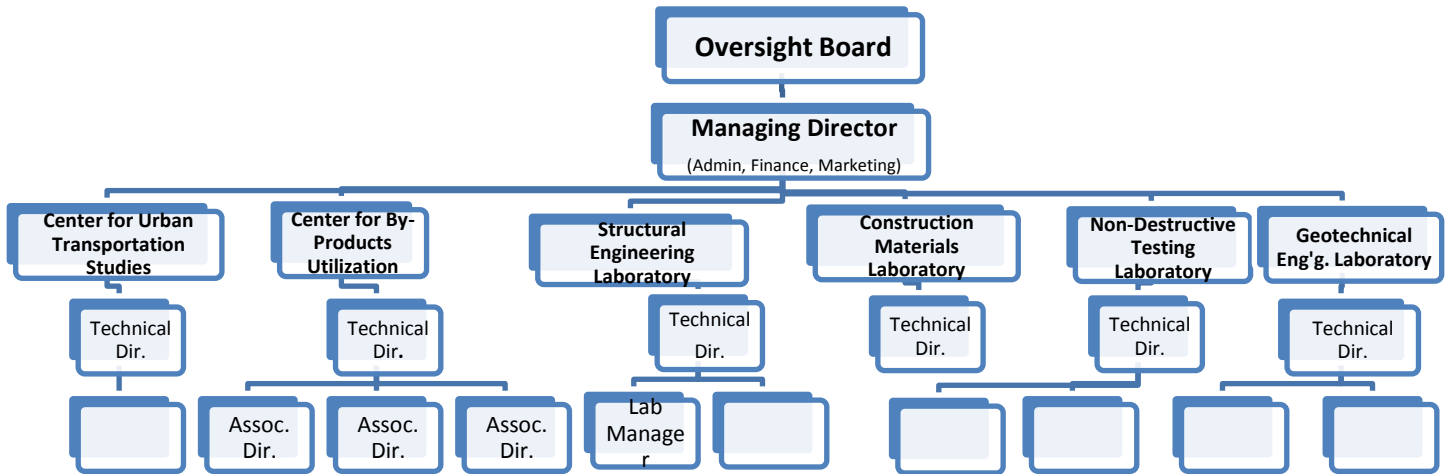 Oversight Board
Managing Director
(Admin, Finance, Marketing)
Center for Urban
Transportation
Studies
Center for By-
Products
Utilization
Structural
Engineering
Laboratory
Construction
Materials
Laboratory
Non-Destructive
Testing
Laboratory
Geotechnical
Eng'g. Laboratory
Technical
Dir.
Technical
Dir.
Technical
Dir.
Technical
Dir.
Technical
Dir.
Technical
Dir.
Assoc.
Dir.
Assoc.
Dir.
Assoc.
Dir.
Lab
Manage
r